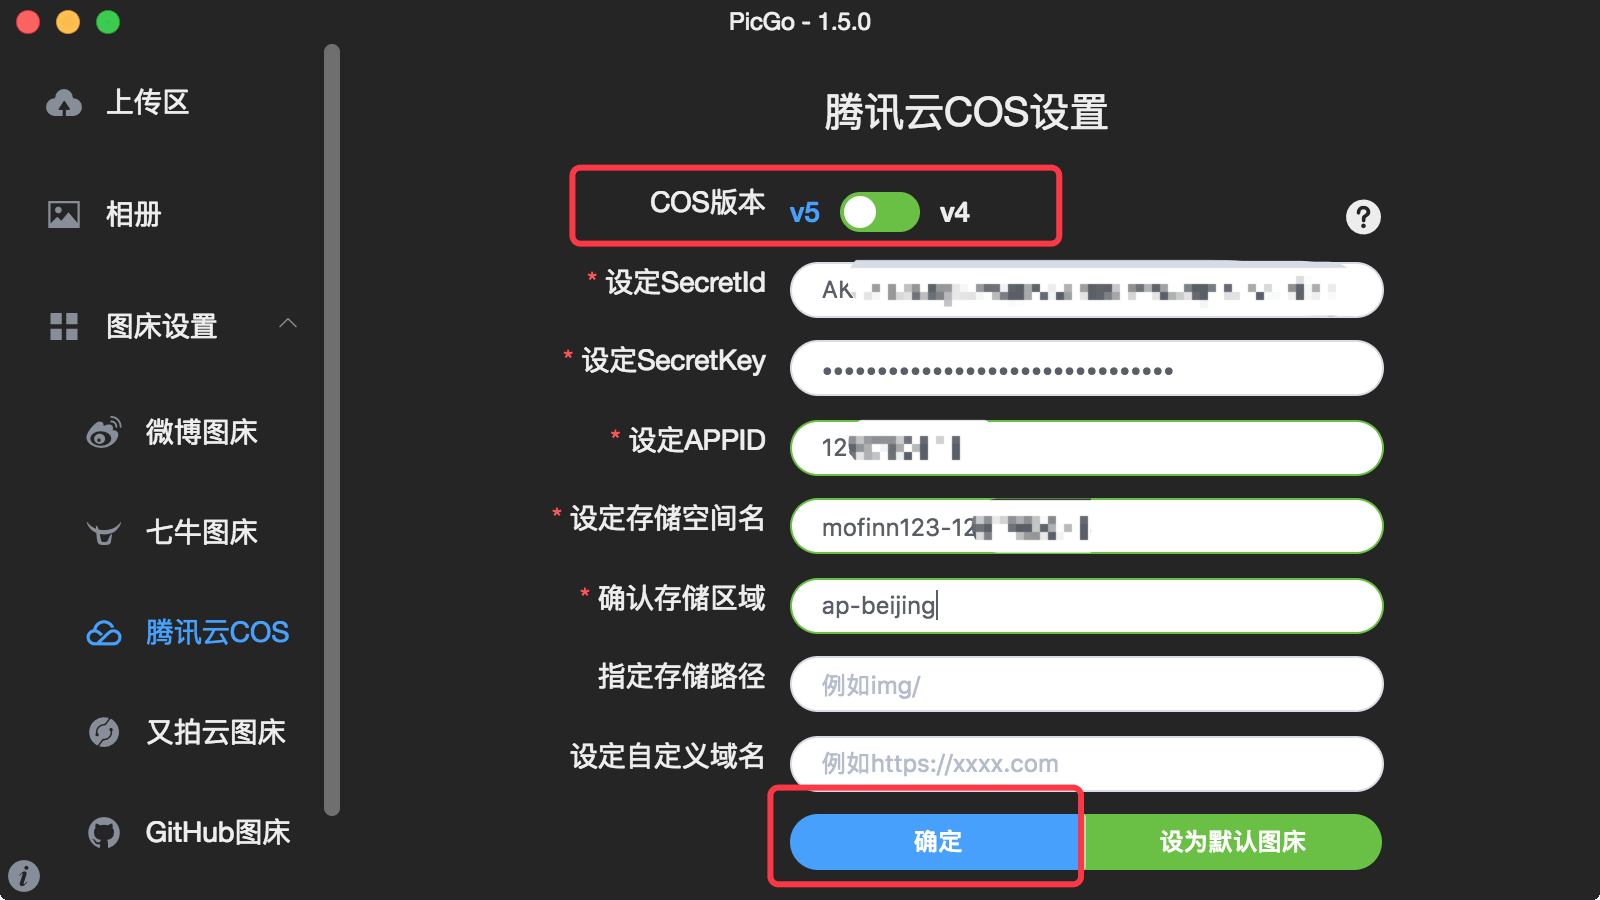 PicGo - 1.5.0
上传区
相册
图床设置
微博图床
七牛图床
腾讯云COS
又拍云图床
GitHub图床
腾讯云COS设置
COS版本 v5 v4
?
* 设定SecretId AK
* 设定SecretKey ••••••••••••••••••••••••••••••••
* 设定APPID 12
* 设定存储空间名 mofinn123-12
* 确认存储区域 ap-beijing
指定存储路径 例如img/
设定自定义域名 例如https://xxxx.com
确定 设为默认图床
i